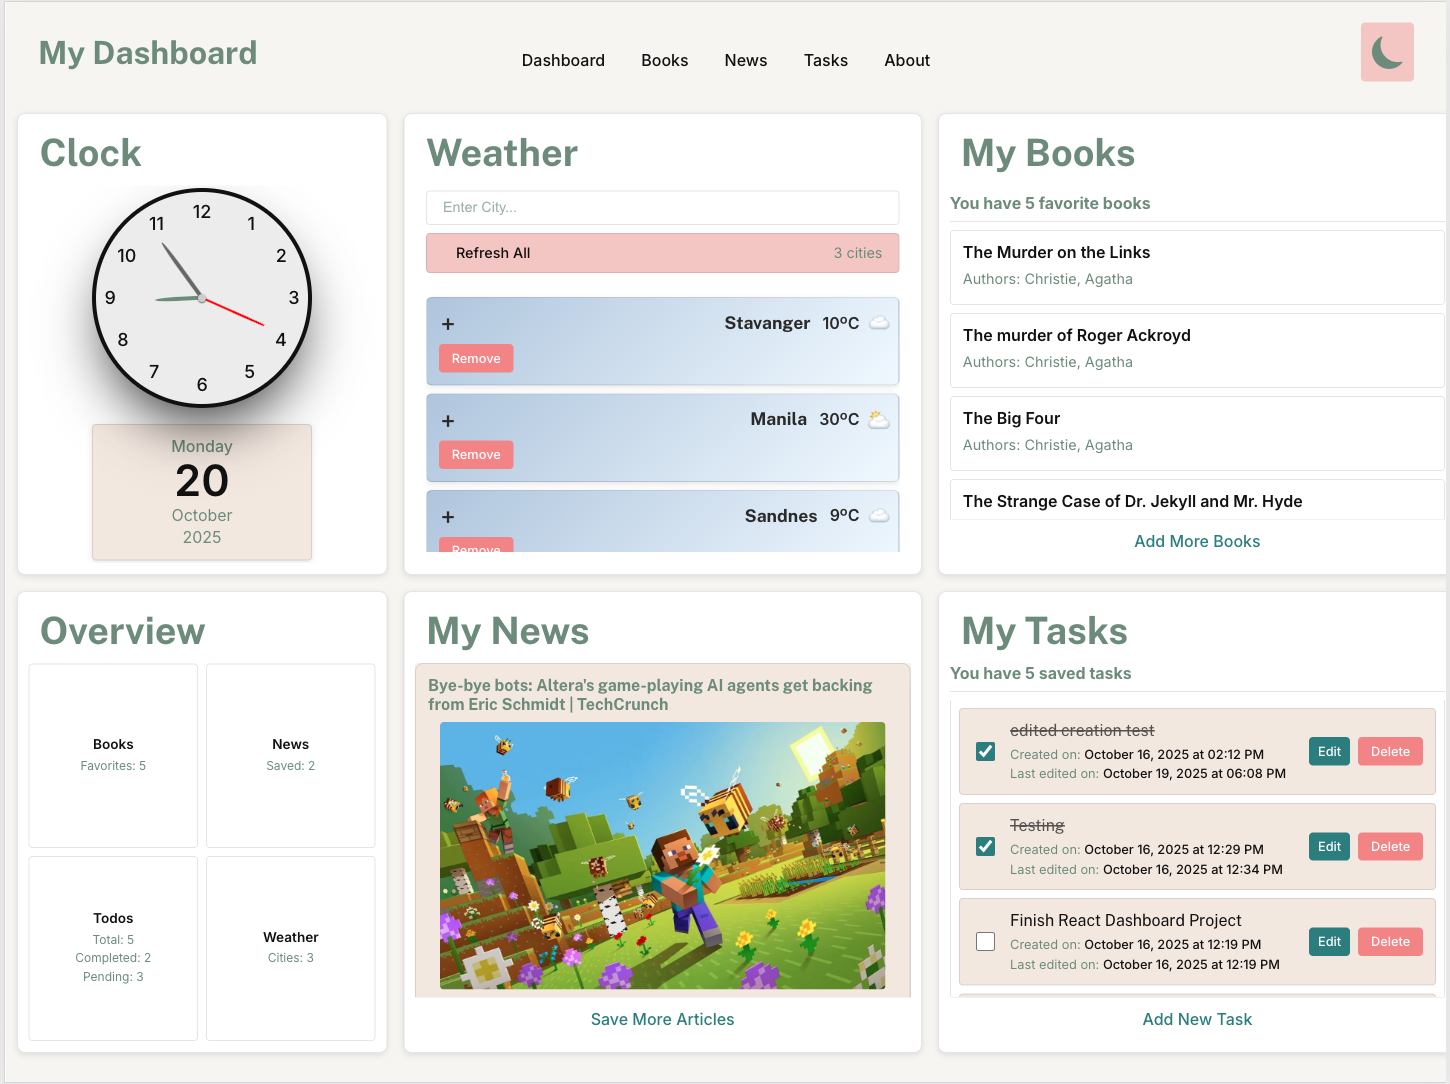 My Dashboard
Dashboard
Books
News
Tasks
About
Clock
12
1
2
3
4
5
6
7
8
9
10
11
Monday
20
October
2025
Weather
Enter City...
Refresh All
3 cities
+
Stavanger 10ºC
Remove
+
Manila 30ºC
Remove
+
Sandnes 9ºC
Remove
My Books
You have 5 favorite books
The Murder on the Links
Authors: Christie, Agatha
The murder of Roger Ackroyd
Authors: Christie, Agatha
The Big Four
Authors: Christie, Agatha
The Strange Case of Dr. Jekyll and Mr. Hyde
Add More Books
Overview
Books
Favorites: 5
News
Saved: 2
Todos
Total: 5
Completed: 2
Pending: 3
Weather
Cities: 3
My News
Bye-bye bots: Altera's game-playing AI agents get backing
from Eric Schmidt | TechCrunch
Save More Articles
My Tasks
You have 5 saved tasks
edited creation test
Created on: October 16, 2025 at 02:12 PM
Last edited on: October 19, 2025 at 06:08 PM
Edit
Delete
Testing
Created on: October 16, 2025 at 12:29 PM
Last edited on: October 16, 2025 at 12:34 PM
Edit
Delete
Finish React Dashboard Project
Created on: October 16, 2025 at 12:19 PM
Last edited on: October 16, 2025 at 12:19 PM
Edit
Delete
Add New Task